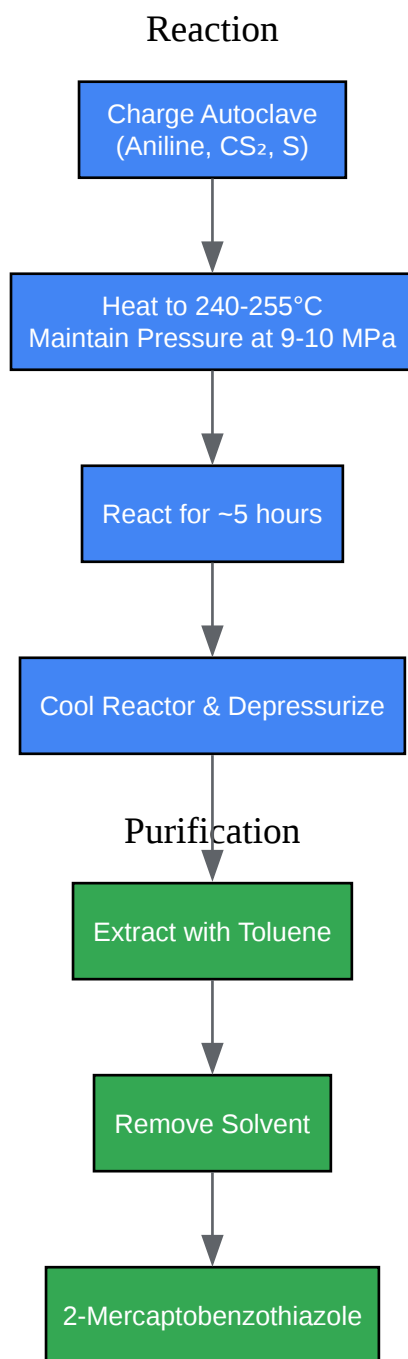 Reaction
Charge Autoclave
(Aniline, CS₂, S)
Heat to 240-255°C
Maintain Pressure at 9-10 MPa
React for ~5 hours
Cool Reactor & Depressurize
Purification
Extract with Toluene
Remove Solvent
2-Mercaptobenzothiazole